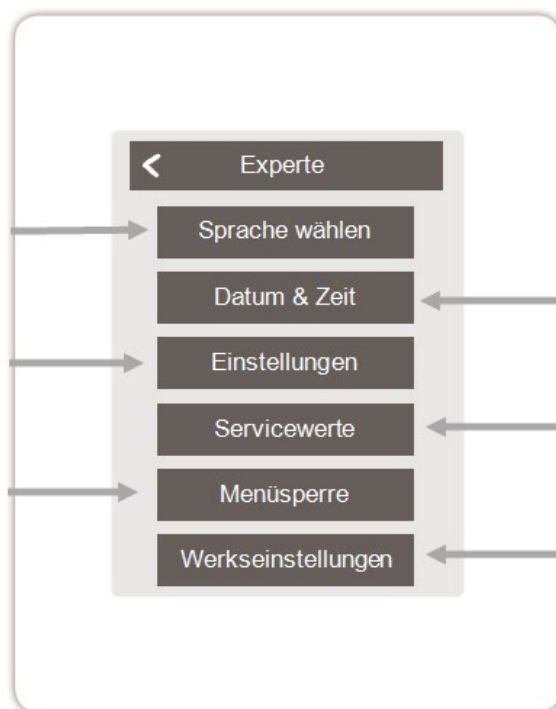 Experte
Sprache wählen
Datum & Zeit
Einstellungen
Servicewerte
Menüsperre
Werkseinstellungen